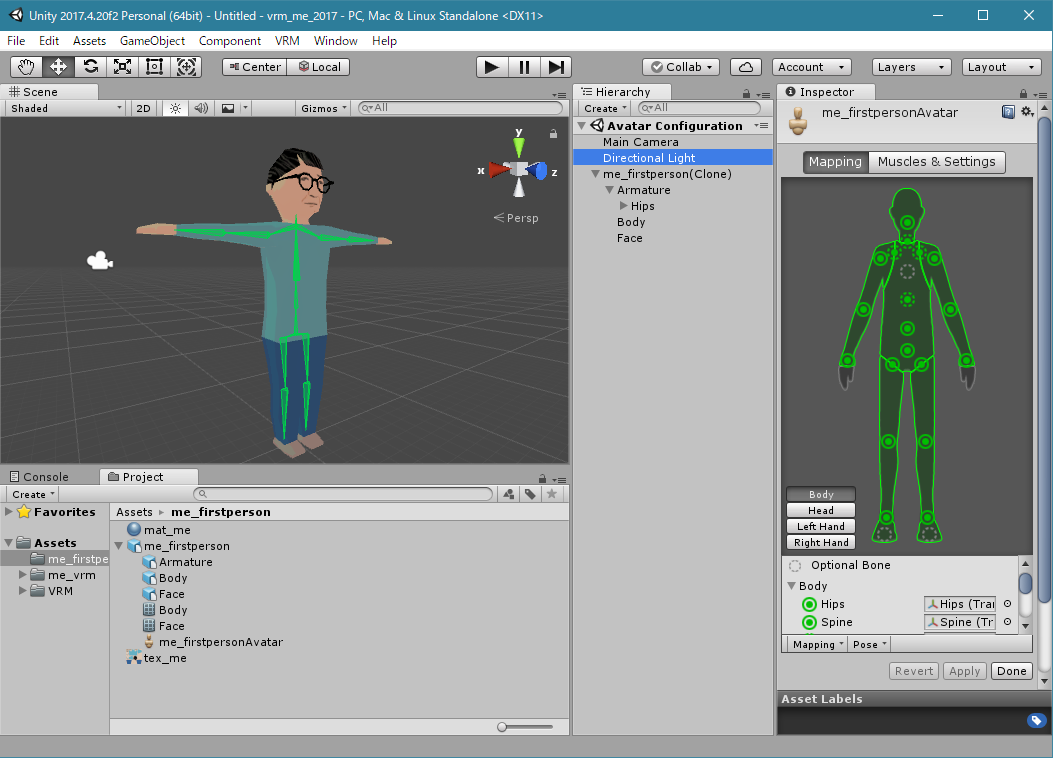 Unity 2017.4.20f2 Personal (64bit) - Untitled - vrm_me_2017 - PC, Mac & Linux Standalone <DX11>
File Edit Assets GameObject Component VRM Window Help
Center Local Collab Account Layers Layout
Scene
Shaded 2D Gizmos All
y
x
z
Persp
Hierarchy
Create All
Avatar Configuration
Main Camera
Directional Light
me_firstperson(Clone)
Armature
Hips
Body
Face
Inspector
me_firstpersonAvatar
Mapping Muscles & Settings
Body
Head
Left Hand
Right Hand
Optional Bone
Body
Hips Hips (Trai
Spine Spine (Tr
Mapping Pose
Revert Apply Done
Asset Labels
Console Project
Create
Favorites
Assets
me_firstpe
me_vrm
VRM
Assets me_firstperson
mat_me
me_firstperson
Armature
Body
Face
Body
Face
me_firstpersonAvatar
tex_me